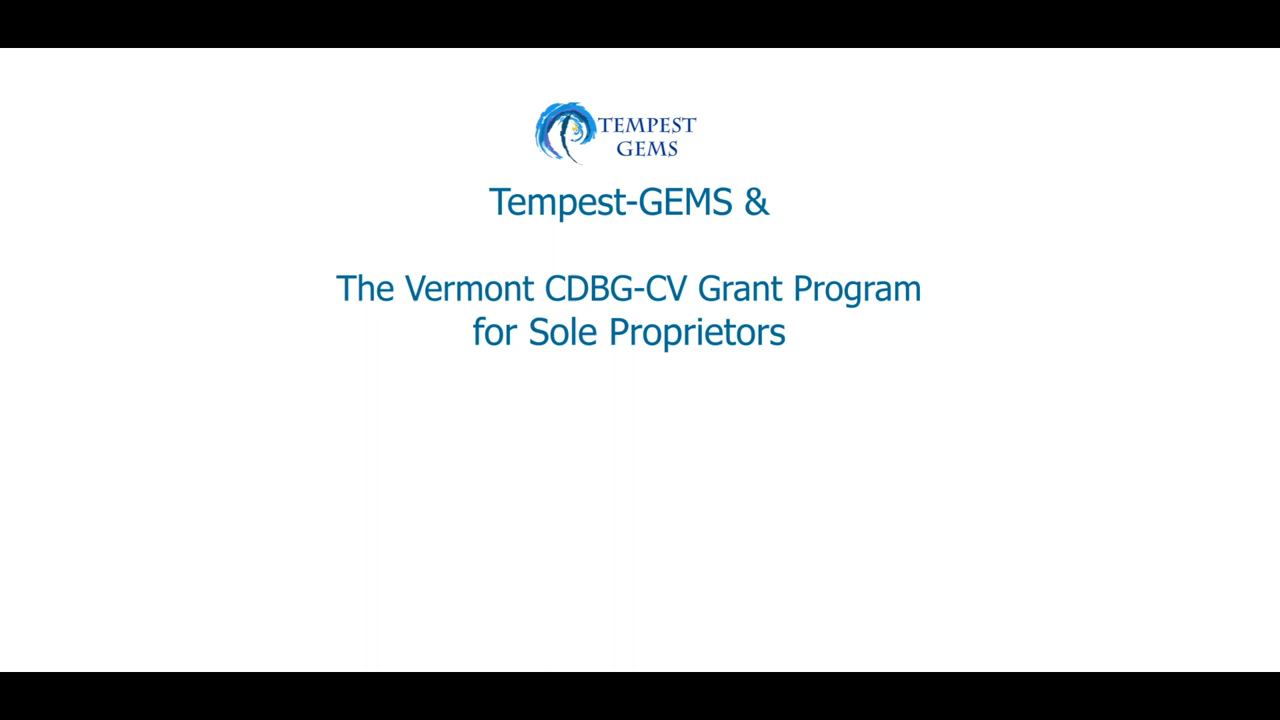 TEMPEST
GEMS
Tempest-GEMS &
The Vermont CDBG-CV Grant Program
for Sole Proprietors